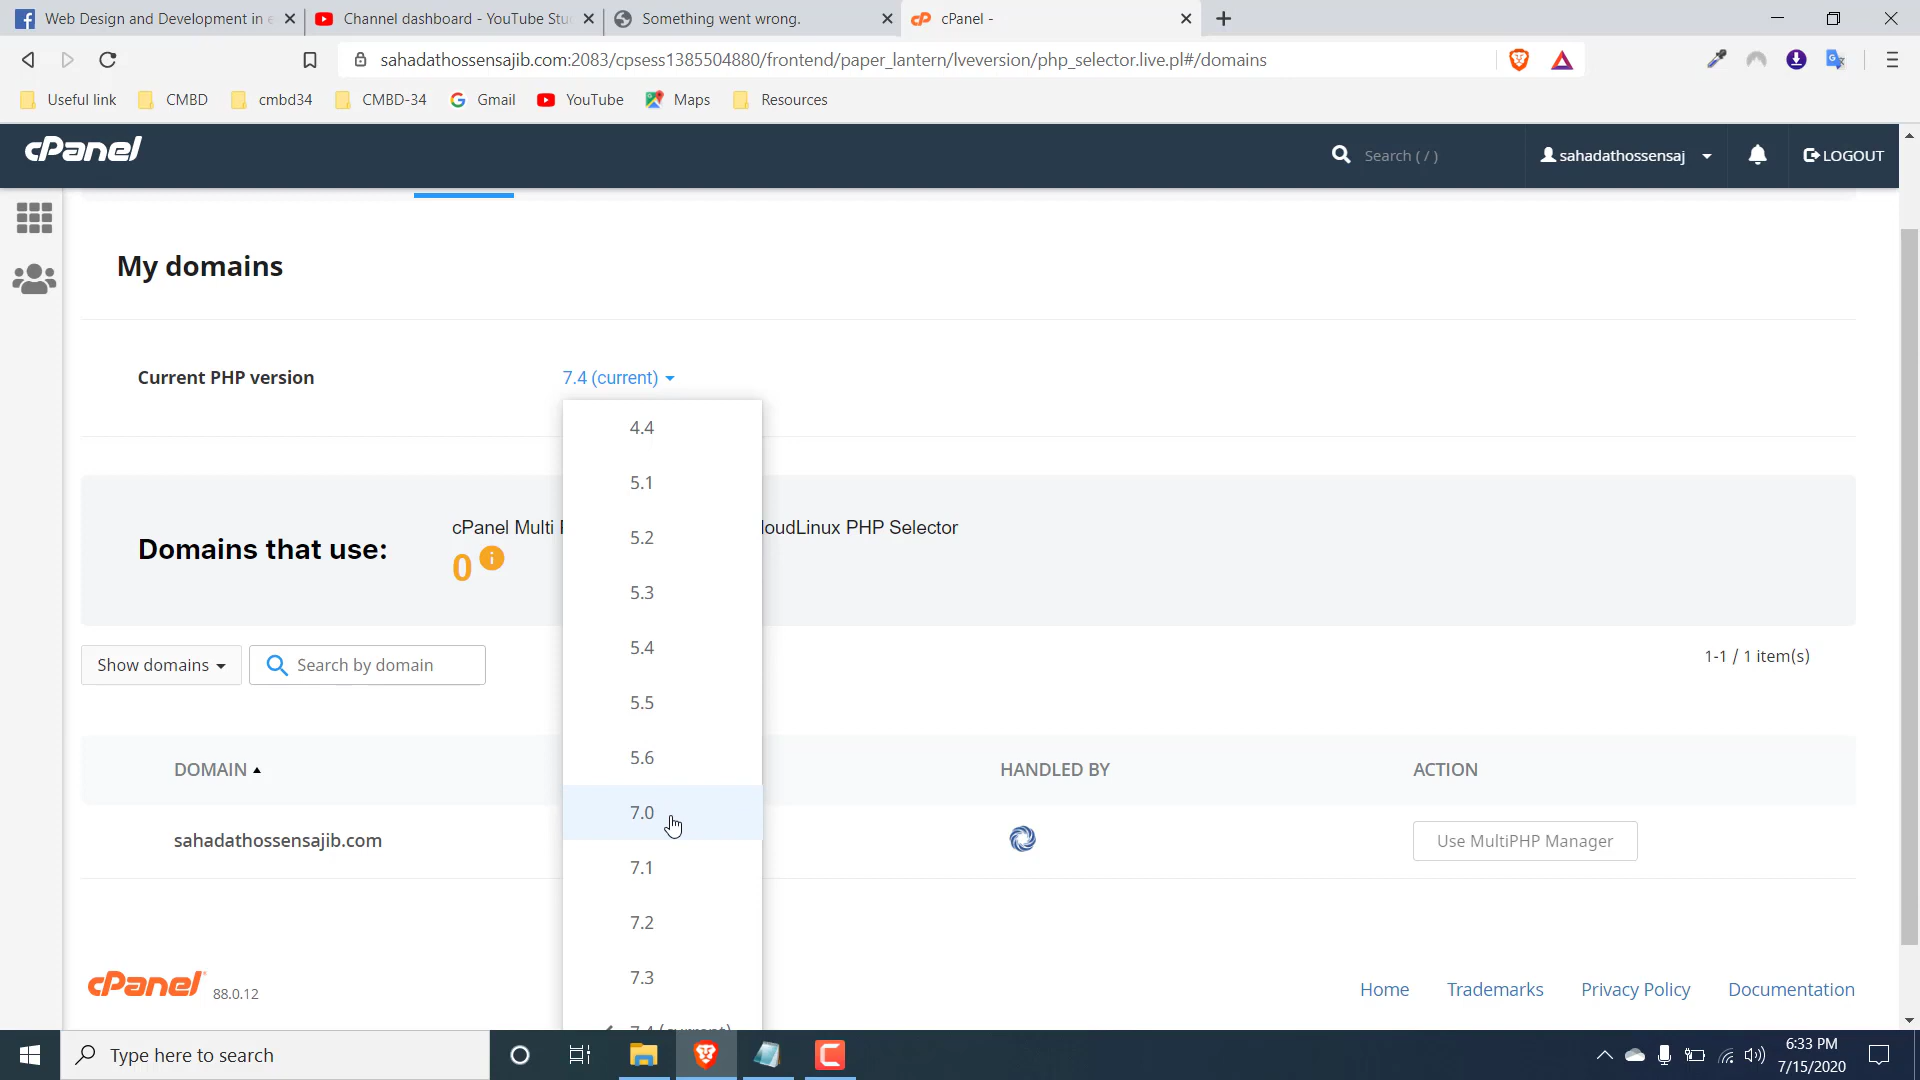 Web Design and Development in e
Channel dashboard - YouTube Stu
Something went wrong.
cPanel -
sahadathossensajib.com:2083/cpsess1385504880/frontend/paper_lantern/lveversion/php_selector.live.pl#/domains
Useful link
CMBD
cmbd34
CMBD-34
Gmail
YouTube
Maps
Resources
cPanel
Search ( / )
sahadathossensaj
LOGOUT
My domains
Current PHP version
7.4 (current)
4.4
5.1
5.2
5.3
5.4
5.5
5.6
7.0
7.1
7.2
7.3
7.4 (current)
Domains that use:
cPanel Multi
loudLinux PHP Selector
0
Show domains
Search by domain
1-1 / 1 item(s)
DOMAIN
HANDLED BY
ACTION
sahadathossensajib.com
Use MultiPHP Manager
cPanel
88.0.12
Home
Trademarks
Privacy Policy
Documentation
Type here to search
6:33 PM
7/15/2020